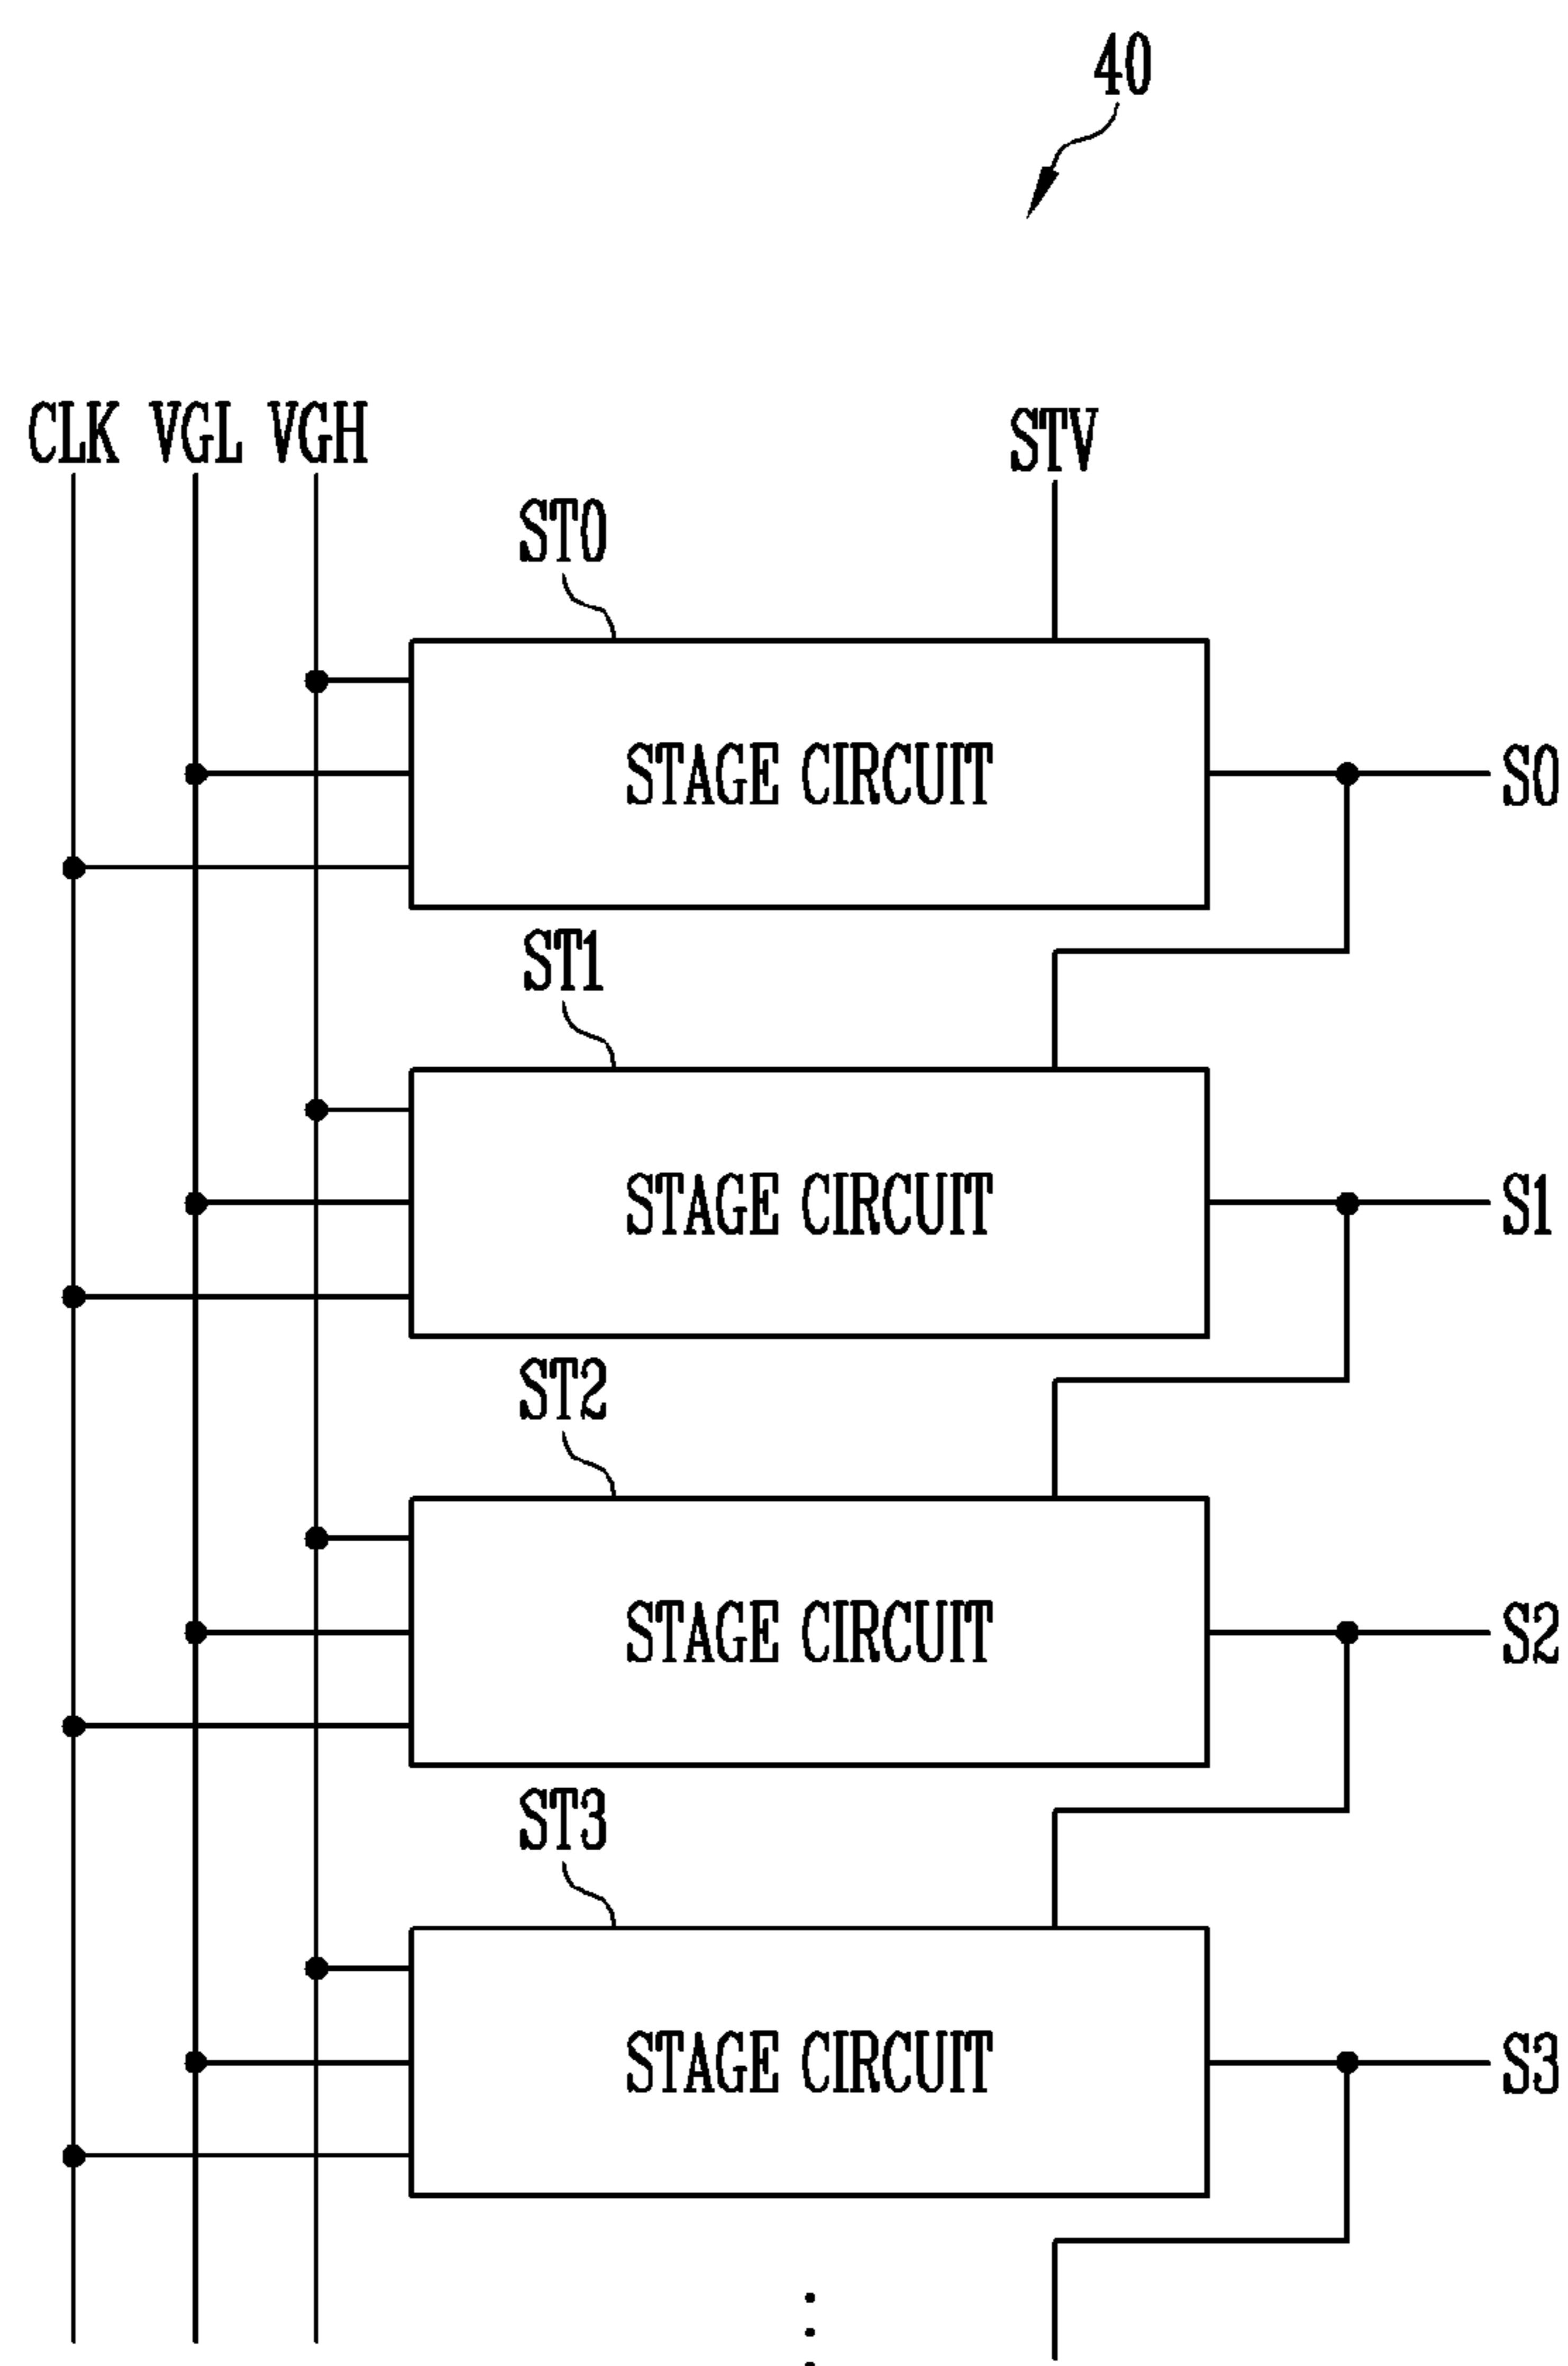 40
CLK VGL VGH
STV
ST0
STAGE CIRCUIT
S0
ST1
STAGE CIRCUIT
S1
ST2
STAGE CIRCUIT
S2
ST3
STAGE CIRCUIT
S3